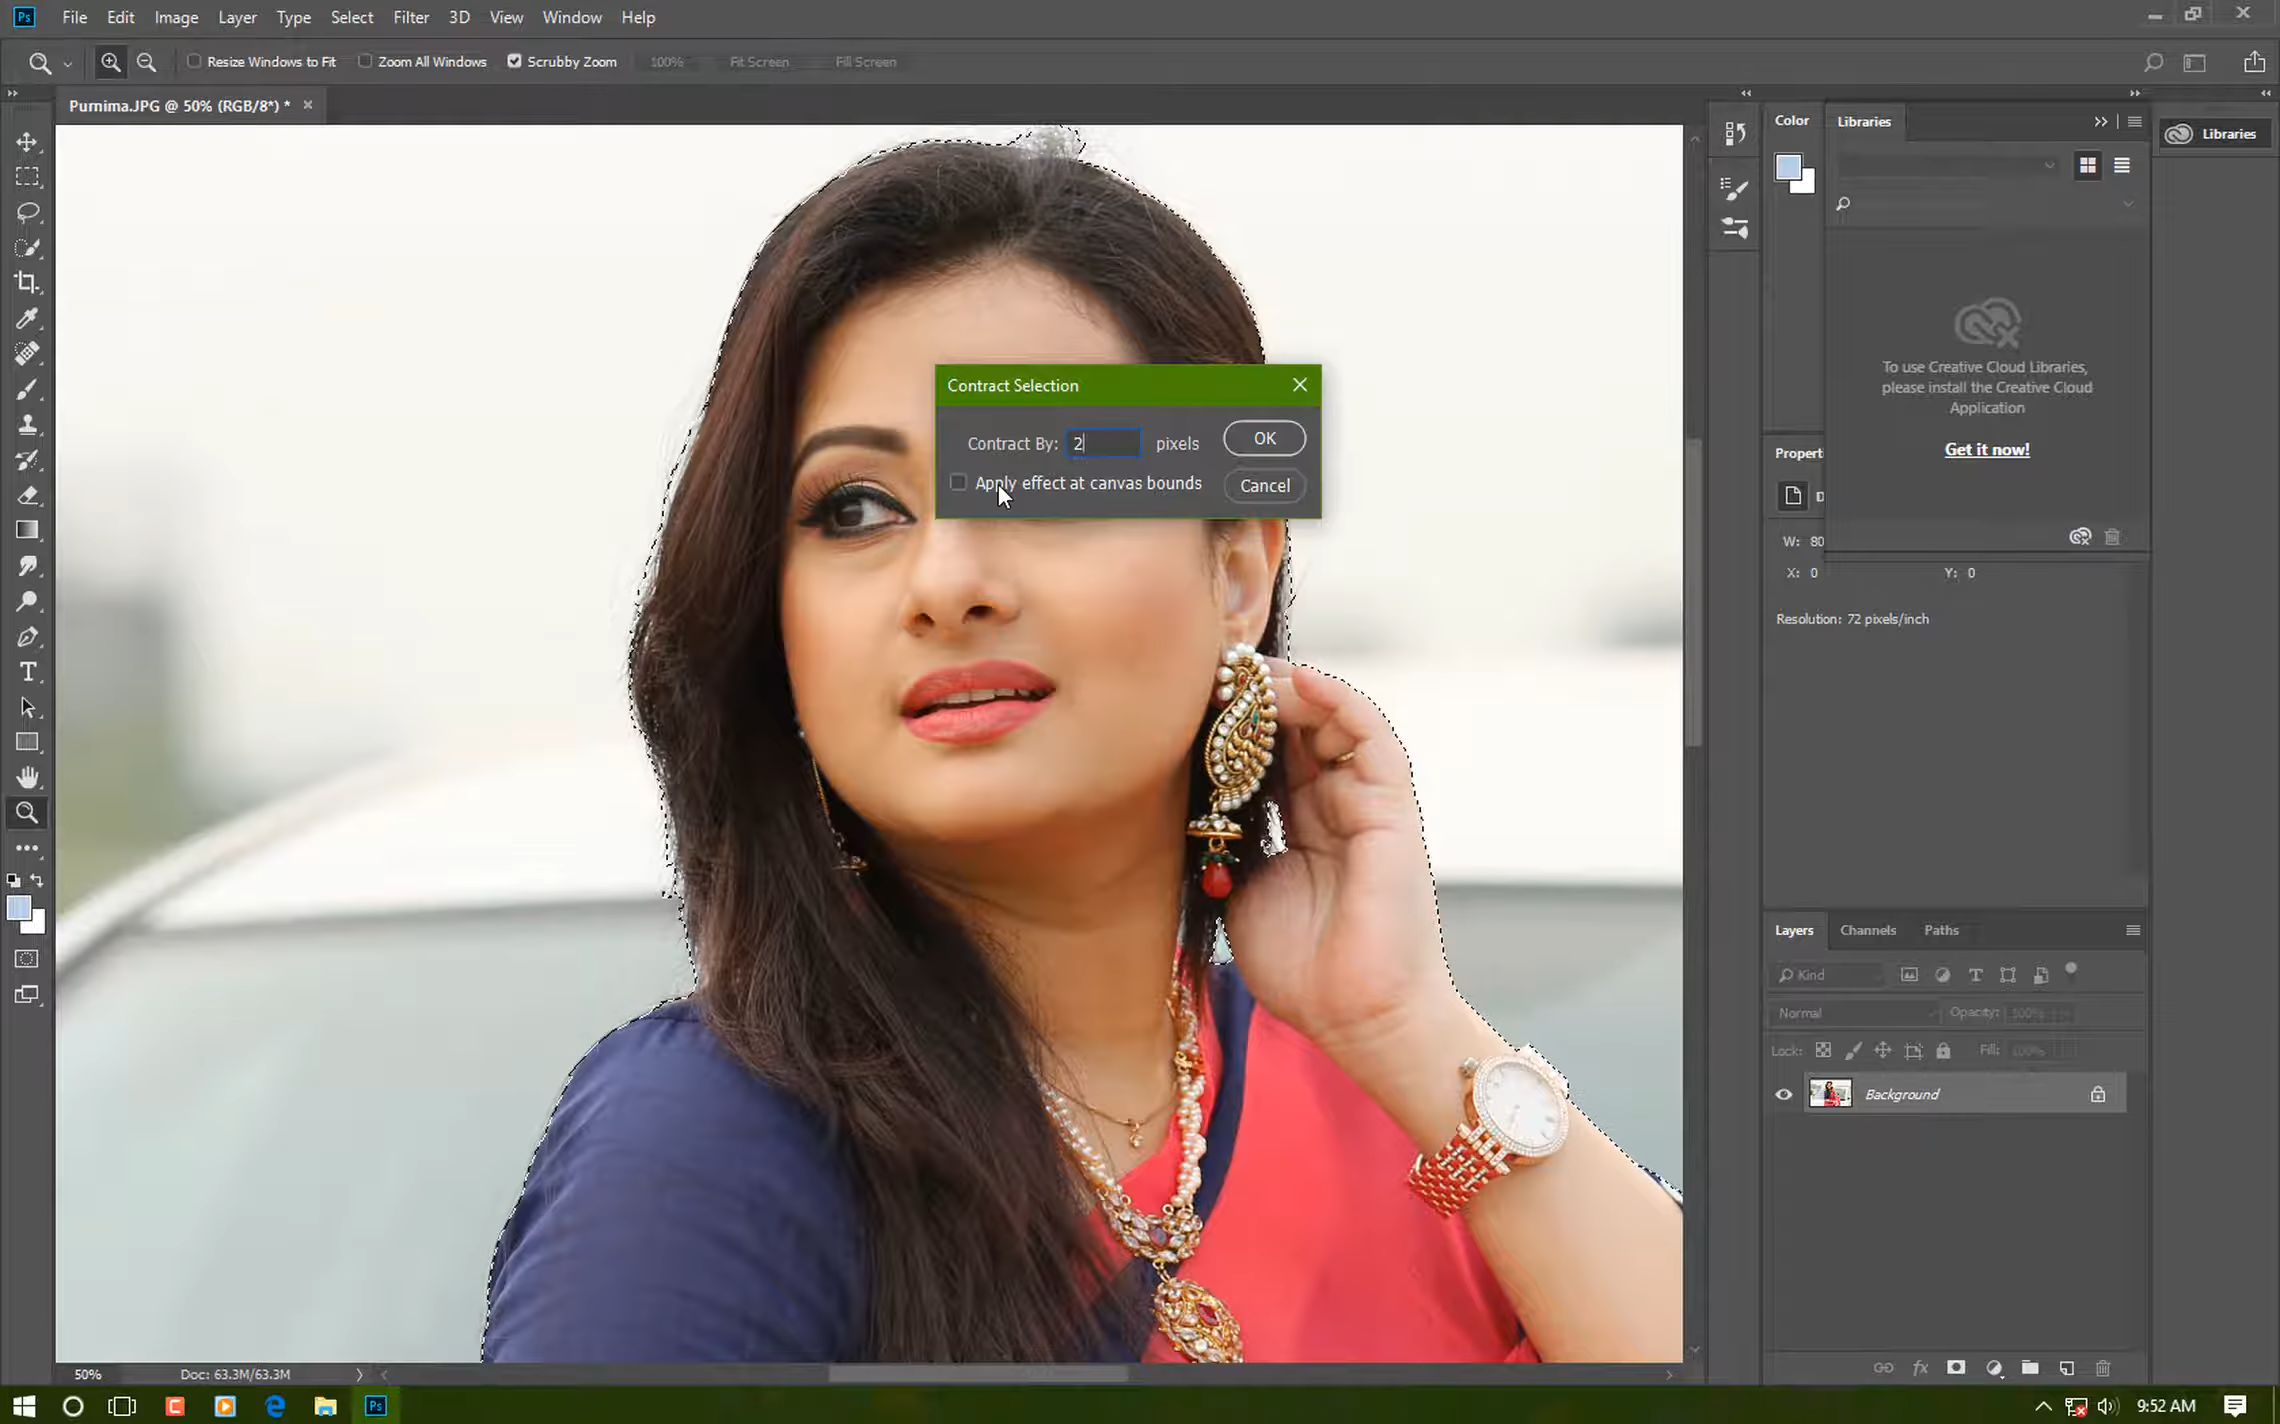 Ps File Edit Image Layer Type Select Filter 3D View Window Help
Resize Windows to Fit Zoom All Windows Scrubby Zoom 100% Fit Screen Fill Screen
Purnima.JPG @ 50% (RGB/8*) *
Color
Libraries
Libraries
To use Creative Cloud Libraries,
please install the Creative Cloud
Application
Get it now!
Contract Selection
Contract By: 2 pixels
OK
Apply effect at canvas bounds
Cancel
Propert
D
W: 80
X: 0 Y: 0
Resolution: 72 pixels/inch
Layers Channels Paths
Kind
Normal Opacity: 100%
Lock: Fill: 100%
Background
50% Doc: 63.3M/63.3M
Ps
9:52 AM